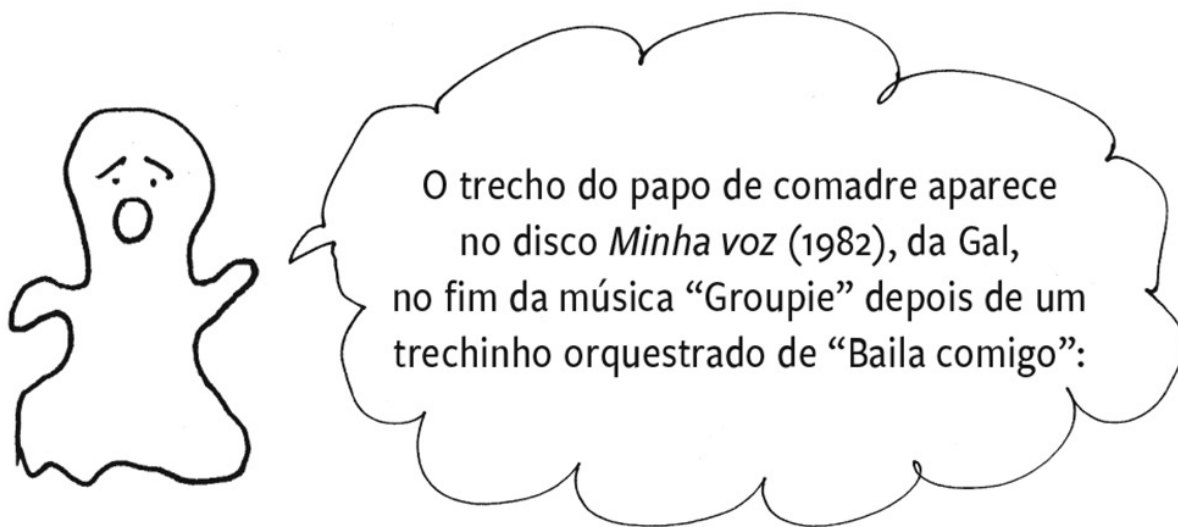 O trecho do papo de comadre aparece
no disco Minha voz (1982), da Gal,
no fim da música “Groupie” depois de um
trechinho orquestrado de “Baila comigo”: